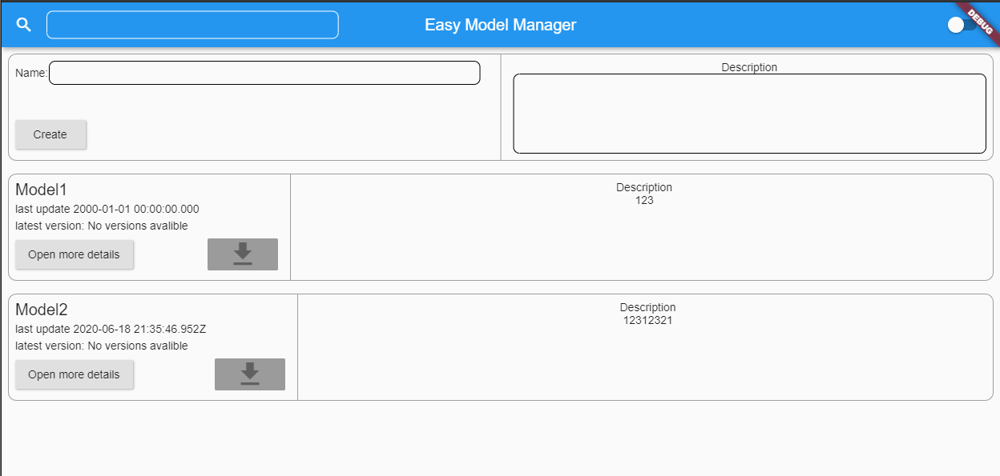 Easy Model Manager
DEBUG
Name:
Description
Create
Model1
last update 2000-01-01 00:00:00.000
latest version: No versions avalible
Open more details
Description
123
Model2
last update 2020-06-18 21:35:46.952Z
latest version: No versions avalible
Open more details
Description
12312321